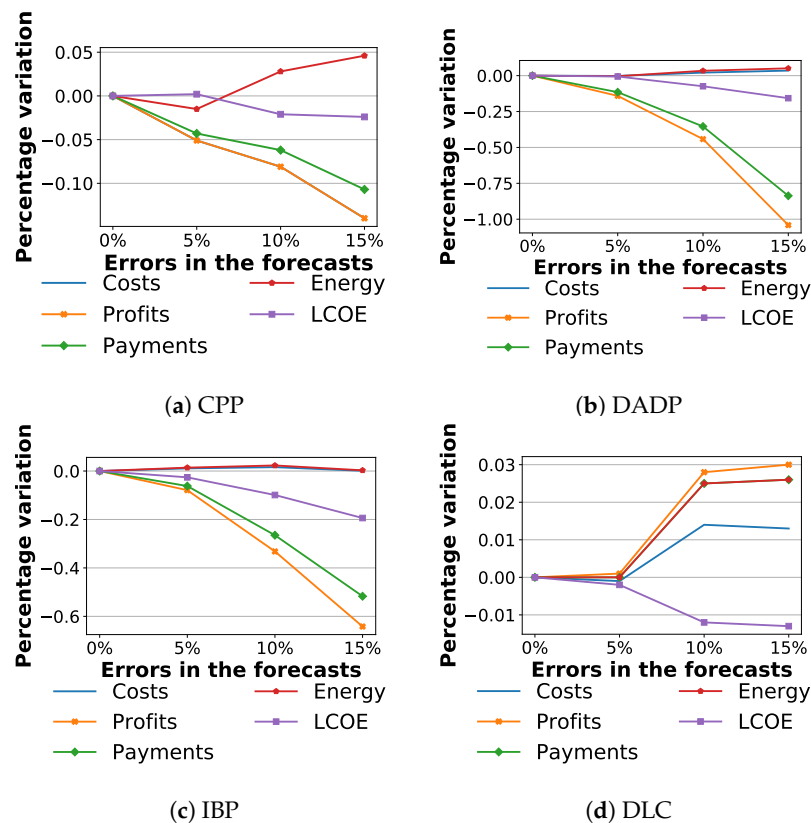 Percentage variation
0.05
0.00
−0.05
−0.10
0% 5% 10% 15%
Errors in the forecasts
Costs Energy
Profits LCOE
Payments
(a) CPP
Percentage variation
0.00
−0.25
−0.50
−0.75
−1.00
0% 5% 10% 15%
Errors in the forecasts
Costs Energy
Profits LCOE
Payments
(b) DADP
Percentage variation
0.0
−0.2
−0.4
−0.6
0% 5% 10% 15%
Errors in the forecasts
Costs Energy
Profits LCOE
Payments
(c) IBP
Percentage variation
0.03
0.02
0.01
0.00
−0.01
0% 5% 10% 15%
Errors in the forecasts
Costs Energy
Profits LCOE
Payments
(d) DLC